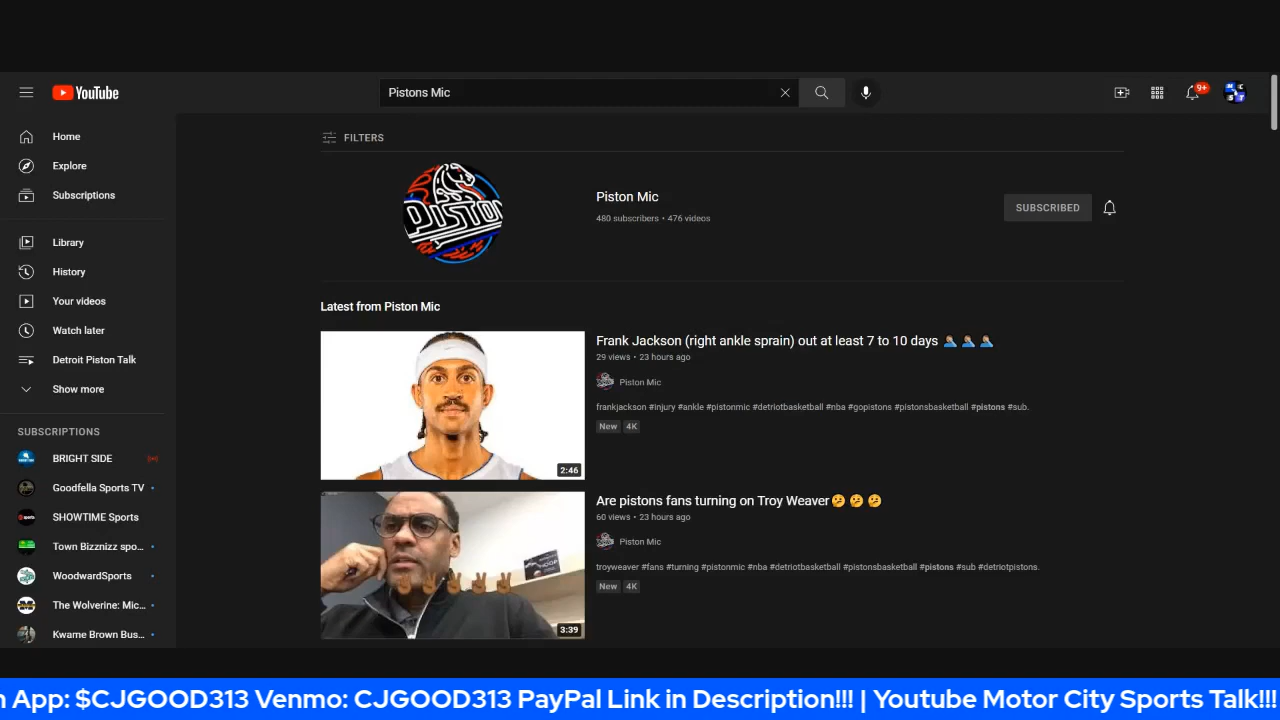 YouTube
Pistons Mic
9+
Home
Explore
Subscriptions
Library
History
Your videos
Watch later
Detroit Piston Talk
Show more
SUBSCRIPTIONS
BRIGHT SIDE
Goodfella Sports TV
SHOWTIME Sports
Town Bizznizz spo...
WoodwardSports
The Wolverine: Mic...
Kwame Brown Bus...
FILTERS
PISTON
Piston Mic
480 subscribers • 476 videos
SUBSCRIBED
Latest from Piston Mic
2:46
Frank Jackson (right ankle sprain) out at least 7 to 10 days 🤦🏽‍♂️ 🤦🏽‍♂️ 🤦🏽‍♂️
29 views • 23 hours ago
Piston Mic
frankjackson #injury #ankle #pistonmic #detriotbasketball #nba #gopistons #pistonsbasketball #pistons #sub.
New 4K
3:39
Are pistons fans turning on Troy Weaver🤔 🤔 🤔
60 views • 23 hours ago
Piston Mic
troyweaver #fans #turning #pistonmic #nba #detriotbasketball #pistonsbasketball #pistons #sub #detriotpistons.
New 4K
App: $CJGOOD313 Venmo: CJGOOD313 PayPal Link in Description!!! | Youtube Motor City Sports Talk!!!